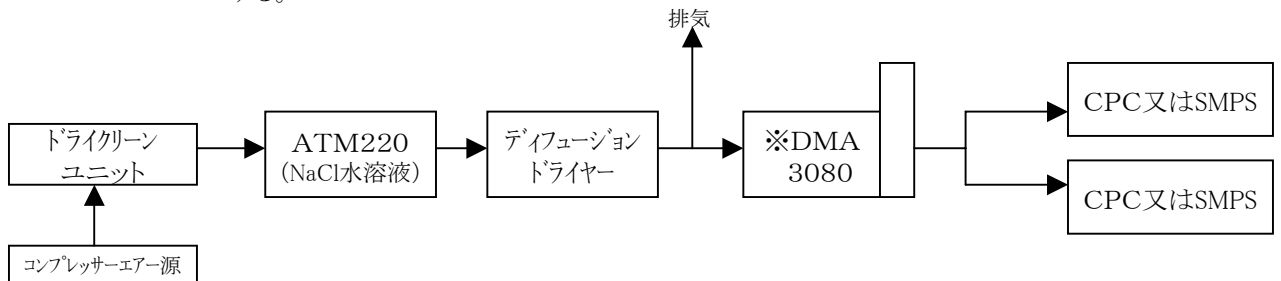 する。
排気
ドライクリーン
ユニット
ATM220
(NaCl水溶液)
ディフュージョン
ドライヤー
※DMA
3080
CPC又はSMPS
CPC又はSMPS
コンプレッサーエアー源